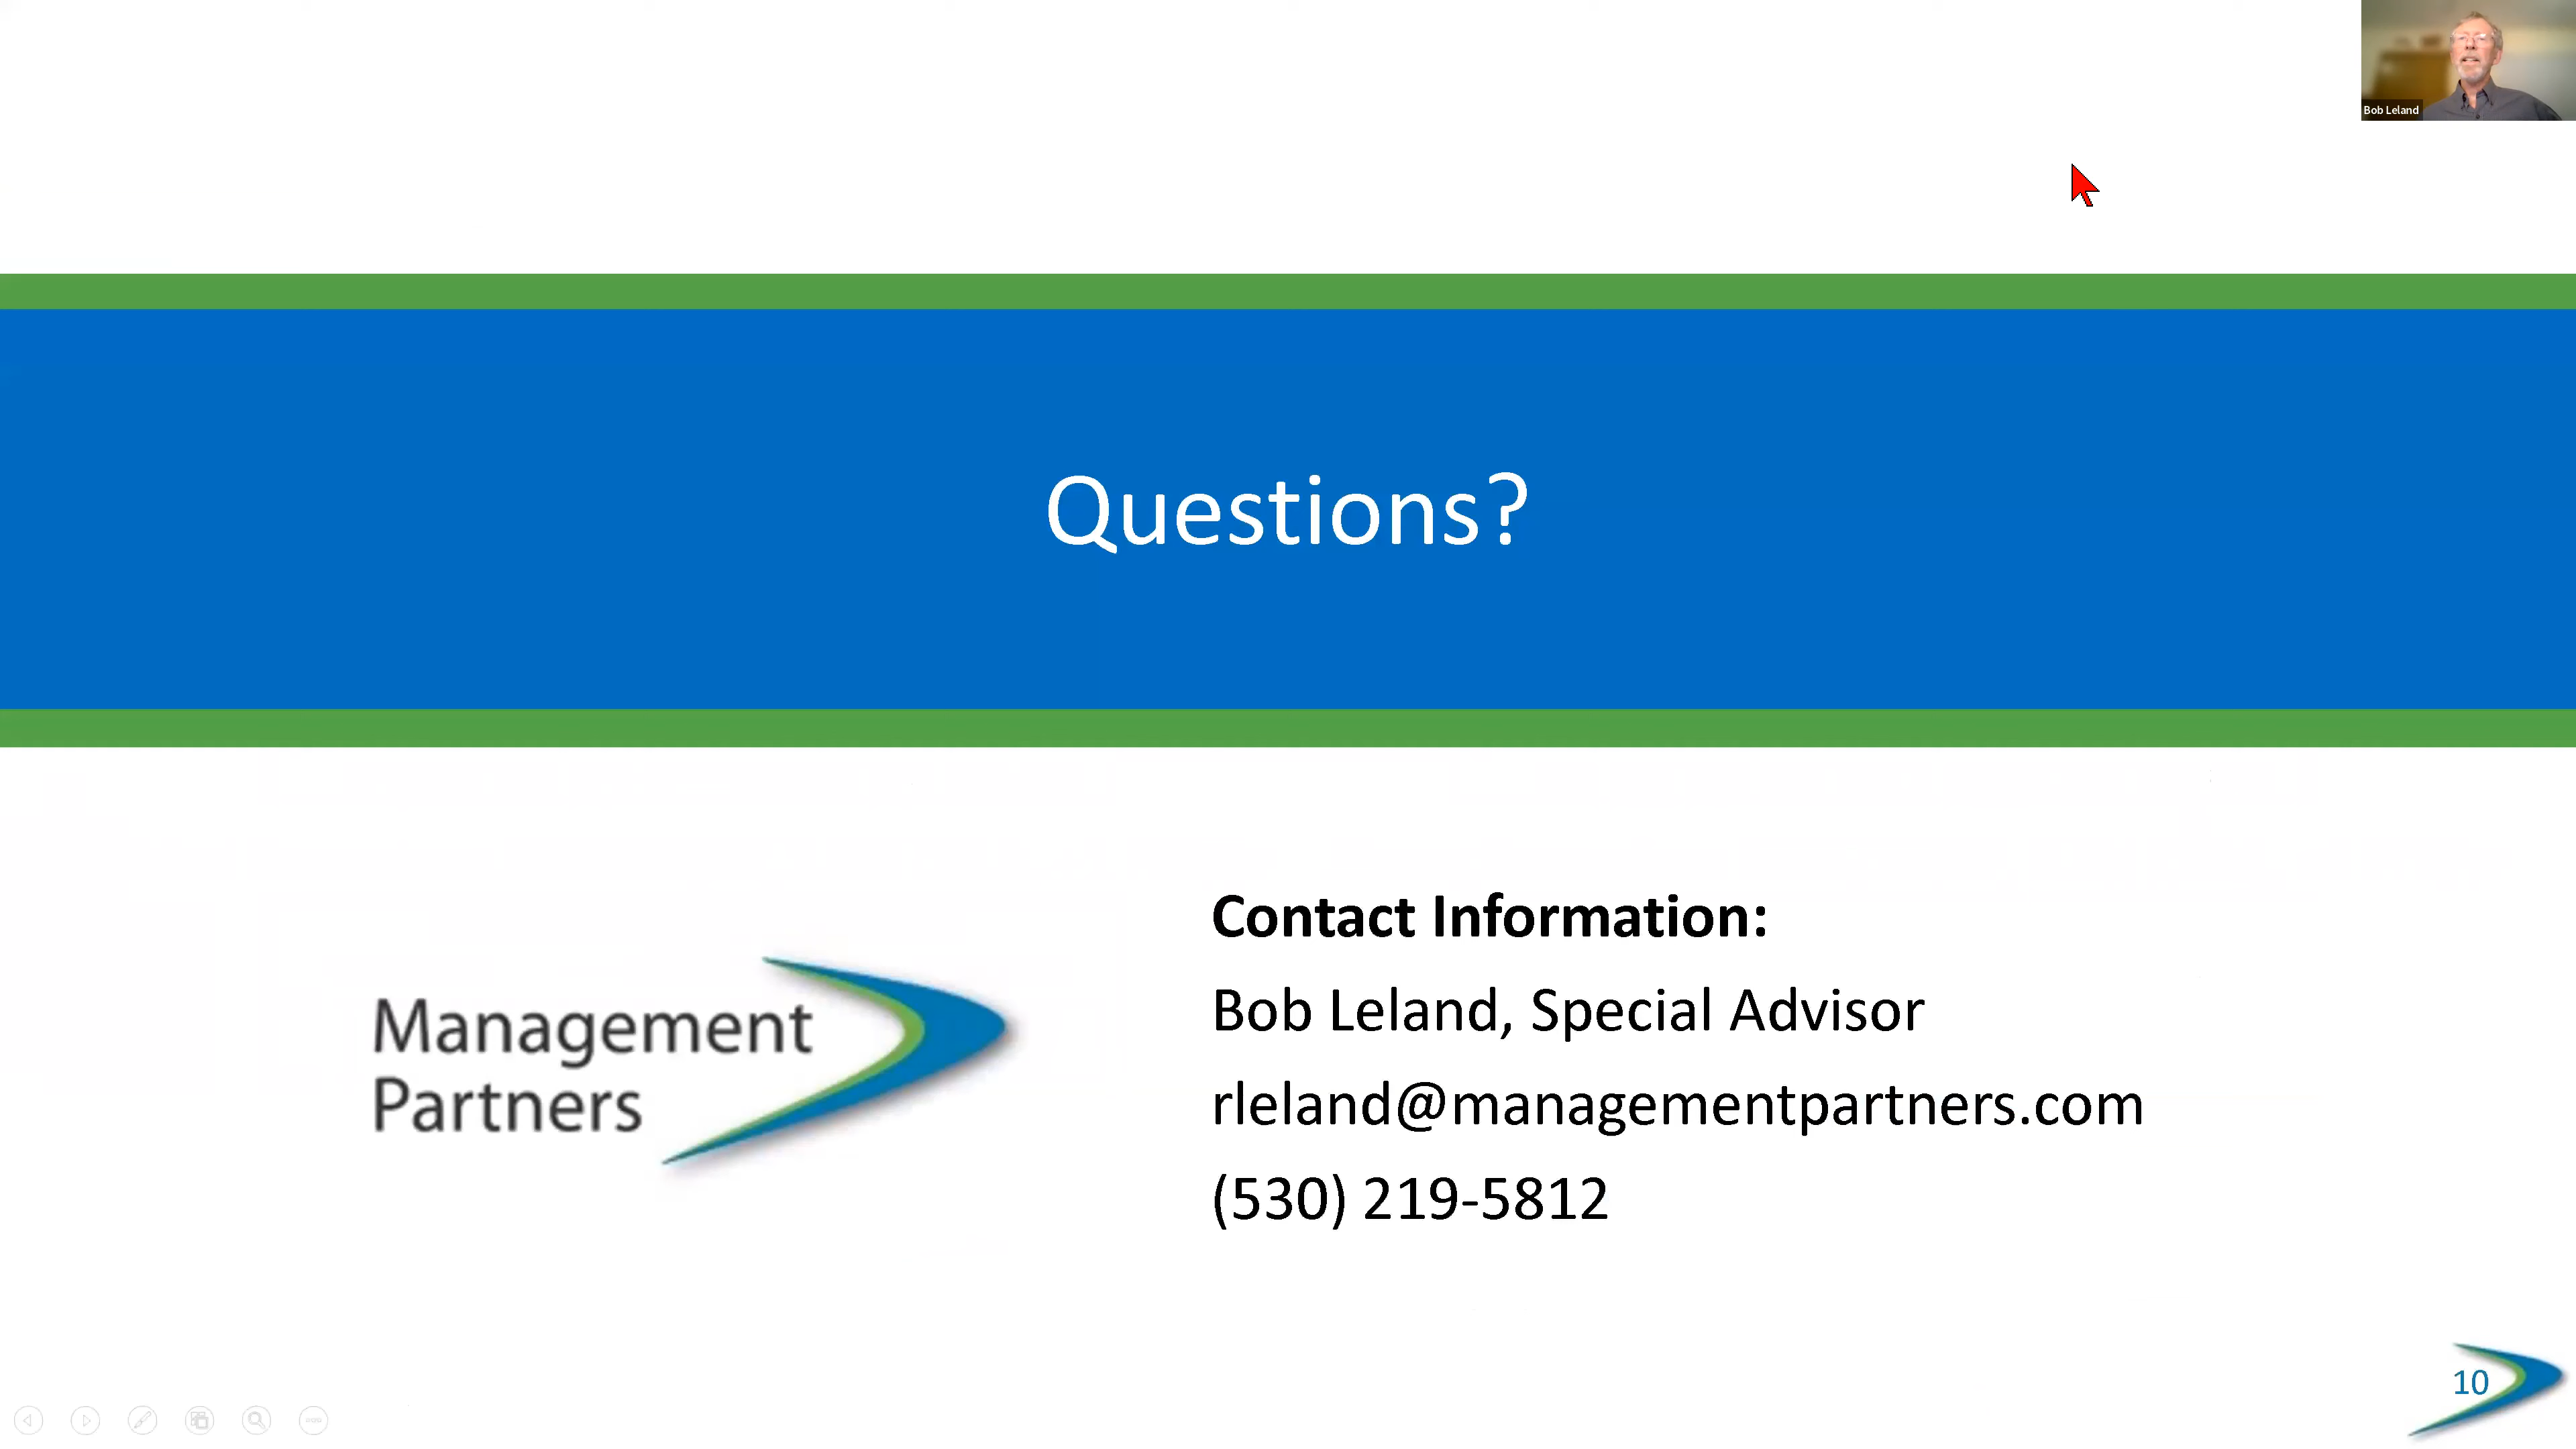 Bob Leland
Questions?
Management
Partners
Contact Information:
Bob Leland, Special Advisor
rleland@managementpartners.com
(530) 219-5812
10